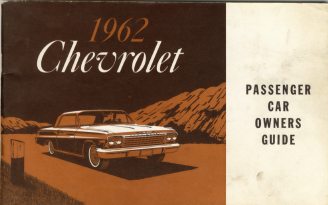 1962
Chevrolet
PASSENGER
CAR
OWNERS
GUIDE